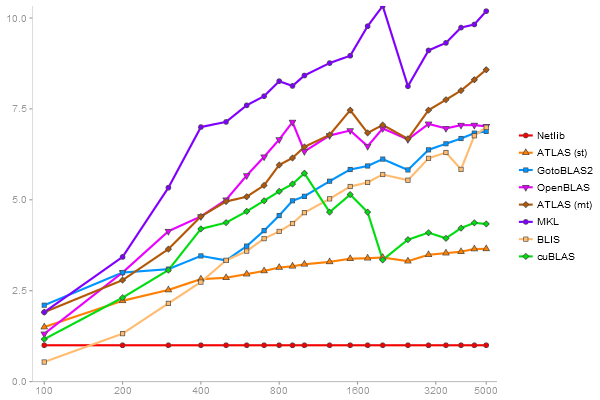 10.0
7.5
5.0
2.5
0.0
100 200 400 800 1600 3200 5000
Netlib
ATLAS (st)
GotoBLAS2
OpenBLAS
ATLAS (mt)
MKL
BLIS
cuBLAS